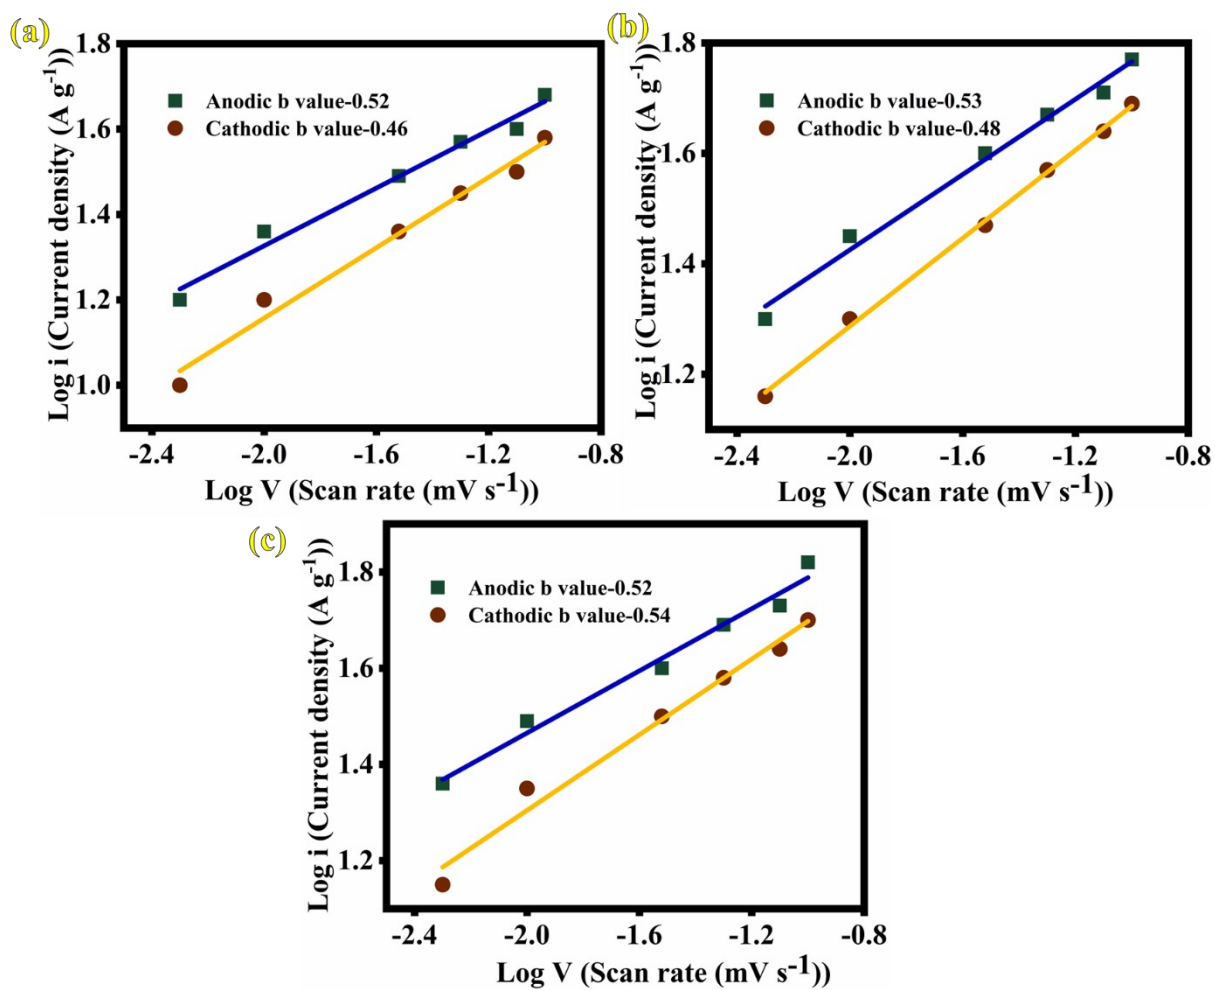 (a)
Log i (Current density (A g-1))
1.8
1.6
1.4
1.2
1.0
Anodic b value-0.52
Cathodic b value-0.46
-2.4 -2.0 -1.6 -1.2 -0.8
Log V (Scan rate (mV s-1))
(b)
Log i (Current density (A g-1))
1.8
1.6
1.4
1.2
Anodic b value-0.53
Cathodic b value-0.48
-2.4 -2.0 -1.6 -1.2 -0.8
Log V (Scan rate (mV s-1))
(c)
Log i (Current density (A g-1))
1.8
1.6
1.4
1.2
Anodic b value-0.52
Cathodic b value-0.54
-2.4 -2.0 -1.6 -1.2 -0.8
Log V (Scan rate (mV s-1))